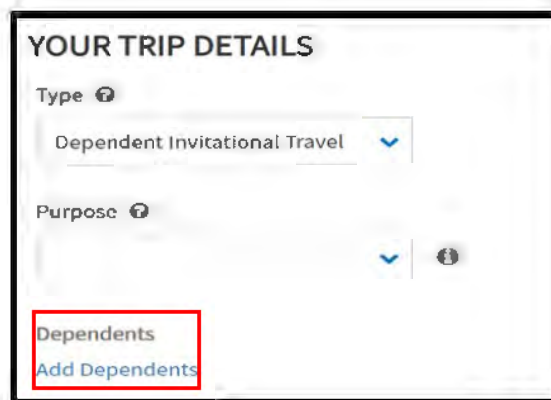 YOUR TRIP DETAILS
Type
Dependent Invitational Travel
Purpose
Dependents
Add Dependents